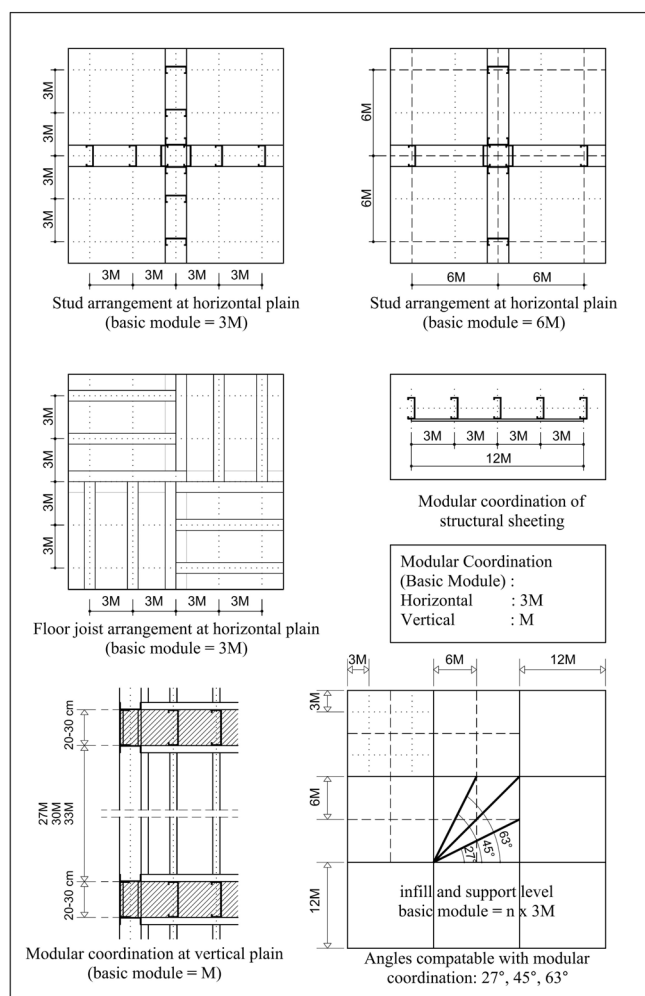 3M
3M
3M
3M
3M 3M 3M 3M
Stud arrangement at horizontal plain
(basic module = 3M)
6M
6M
6M 6M
Stud arrangement at horizontal plain
(basic module = 6M)
3M
3M
3M
3M
3M 3M 3M 3M
Floor joist arrangement at horizontal plain
(basic module = 3M)
3M 3M 3M 3M
12M
Modular coordination of
structural sheeting
Modular Coordination
(Basic Module) :
Horizontal : 3M
Vertical : M
20-30 cm
27M
30M
33M
20-30 cm
Modular coordination at vertical plain
(basic module = M)
3M 6M 12M
3M
6M
12M
27°
45°
63°
infill and support level
basic module = n x 3M
Angles compatable with modular
coordination: 27°, 45°, 63°